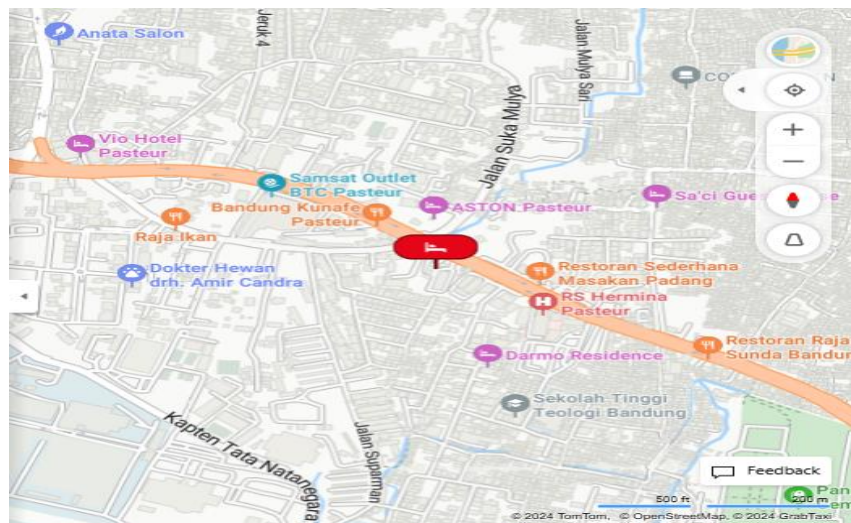 Anata Salon
Jeruk 4
Jalan Suka Mulya
Jalan Mulya Sari
Vio Hotel
Pasteur
Samsat Outlet
BTC Pasteur
Bandung Kunafe
Pasteur
ASTON Pasteur
Raja Ikan
Dokter Hewan
drh. Amir Candra
Restoran Sederhana
Masakan Padang
RS Hermina
Pasteur
Darmo Residence
Restoran Raja
Sunda Bandun
Sekolah Tinggi
Teologi Bandung
Kapten Tata Natanegara
Jalan Suparman
Feedback
500 ft
200 m
© 2024 TomTom, © OpenStreetMap, © 2024 GrabTaxi